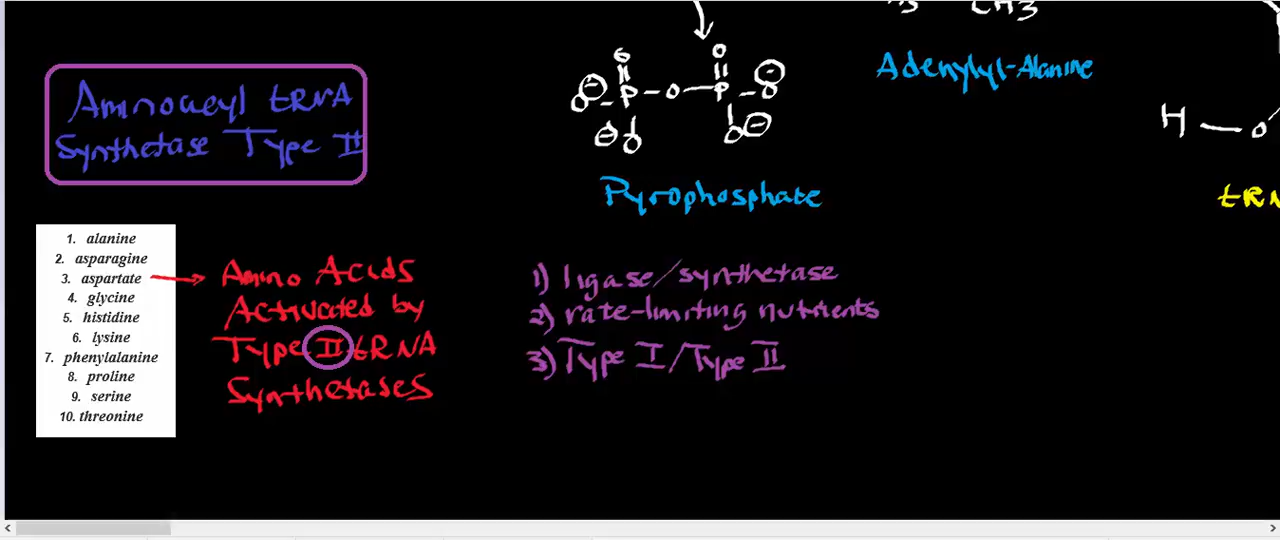 CH3
O
O
O
P
O
P
O
O
O
Adenylyl-Alanine
H
O
Pyrophosphate
tRN
Aminoacyl tRNA
Synthetase Type II
1. alanine
2. asparagine
3. aspartate
4. glycine
5. histidine
6. lysine
7. phenylalanine
8. proline
9. serine
10. threonine
Amino Acids
Activated by
Type II tRNA
Synthetases
1) ligase/synthetase
2) rate-limiting nutrients
3) Type I/Type II